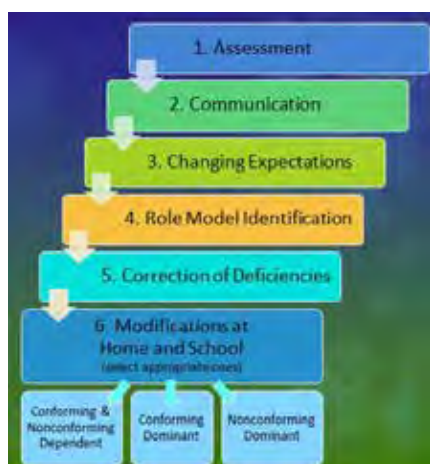 1. Assessment
2. Communication
3. Changing Expectations
4. Role Model Identification
5. Correction of Deficiencies
6. Modifications at
Home and School
(select appropriate ones)
Conforming &
Nonconforming
Dependent
Conforming
Dominant
Nonconforming
Dominant